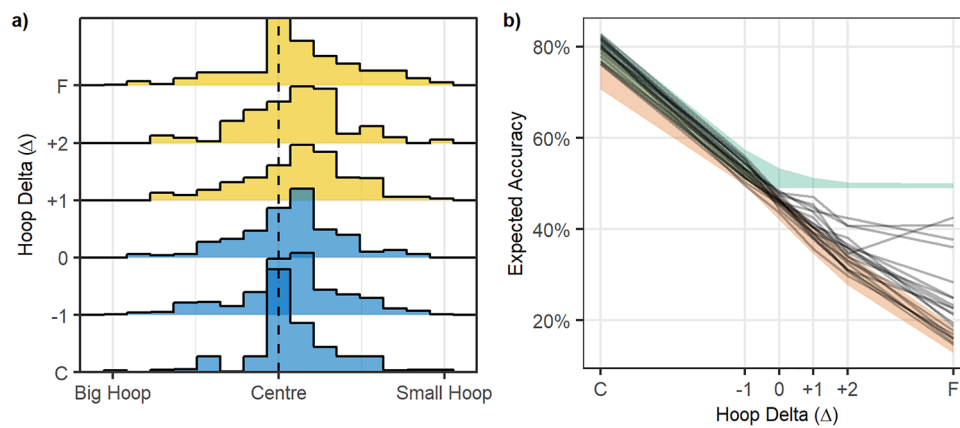 a)
Hoop Delta (Δ)
F
+2
+1
0
-1
C
Big Hoop Centre Small Hoop
b)
Expected Accuracy
80%
60%
40%
20%
C -1 0 +1 +2 F
Hoop Delta (Δ)